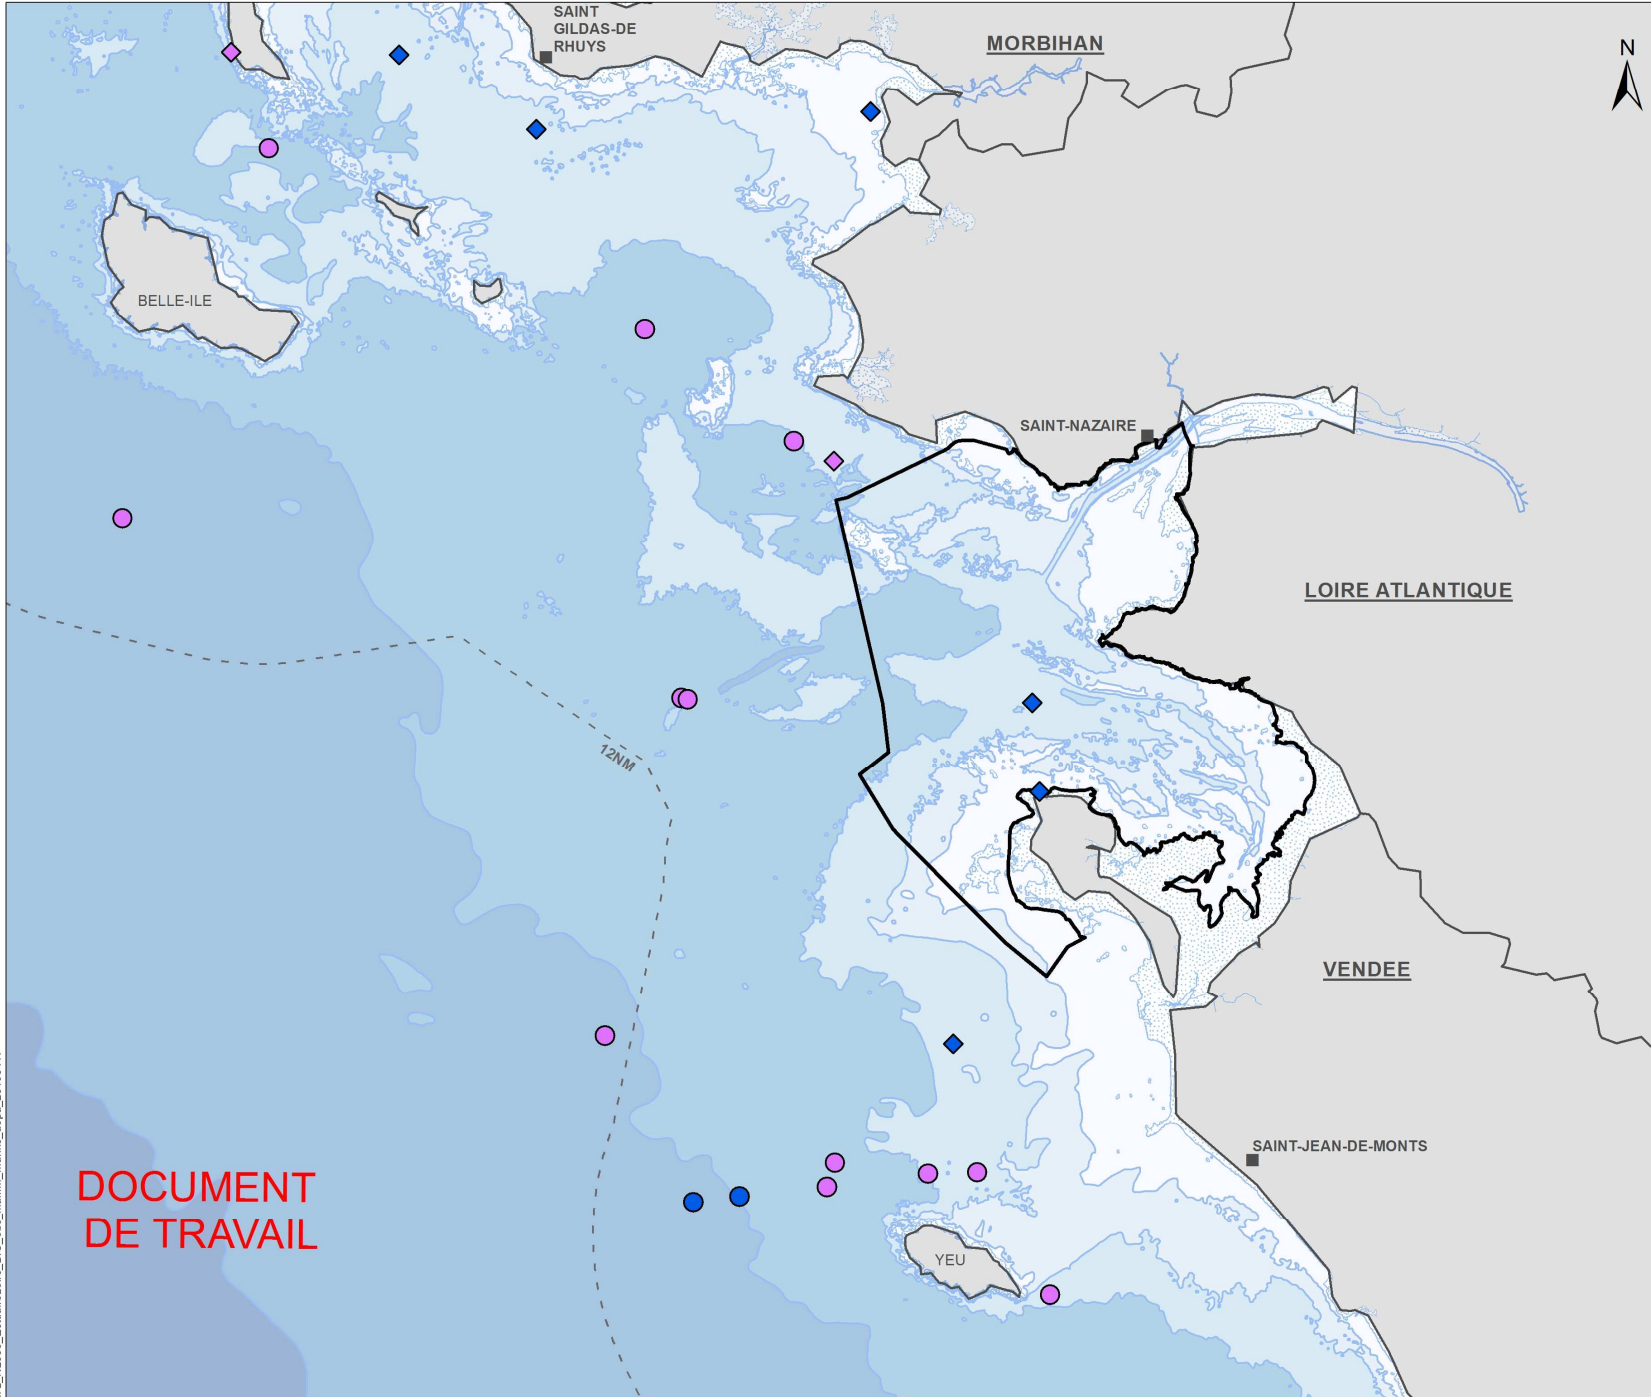 SAINT
GILDAS-DE
RHUYS
MORBIHAN
N
BELLE-ILE
SAINT-NAZAIRE
LOIRE ATLANTIQUE
12NM
VENDEE
SAINT-JEAN-DE-MONTS
DOCUMENT
DE TRAVAIL
YEU